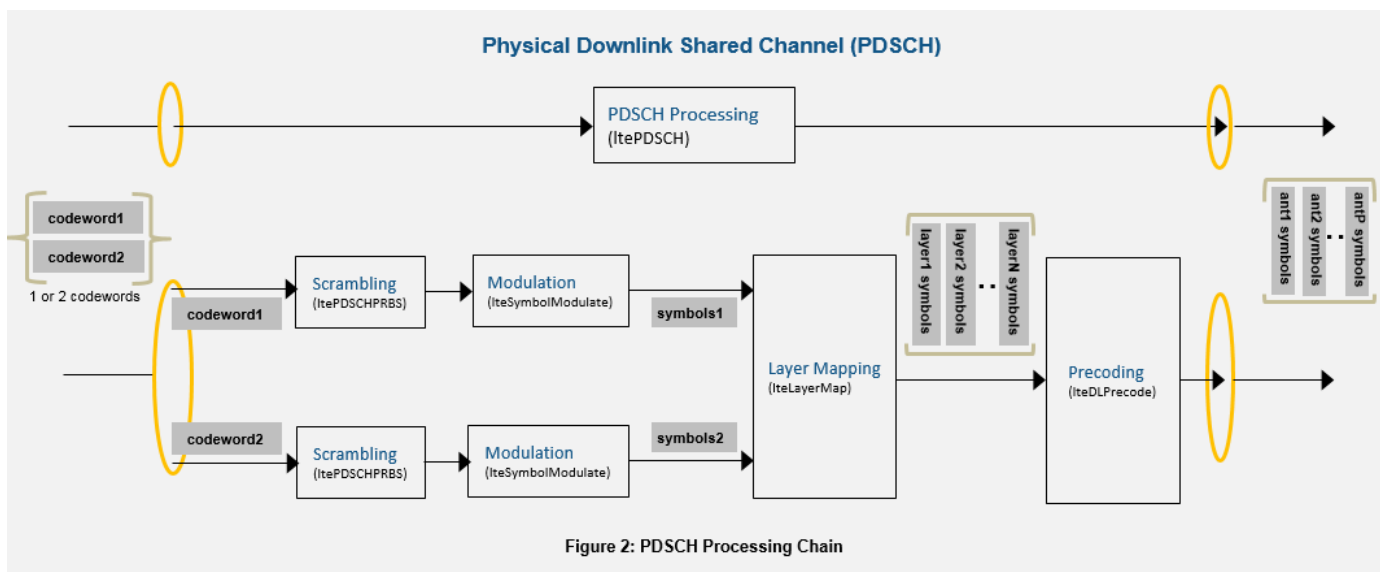 Physical Downlink Shared Channel (PDSCH)
PDSCH Processing
(ltePDSCH)
codeword1
codeword2
1 or 2 codewords
codeword1
Scrambling
(ltePDSCHPRBS)
Modulation
(lteSymbolModulate)
symbols1
codeword2
Scrambling
(ltePDSCHPRBS)
Modulation
(lteSymbolModulate)
symbols2
Layer Mapping
(lteLayerMap)
layer1 symbols
layer2 symbols
..
layerN symbols
Precoding
(lteDLPrecode)
ant1 symbols
ant2 symbols
..
antP symbols
Figure 2: PDSCH Processing Chain